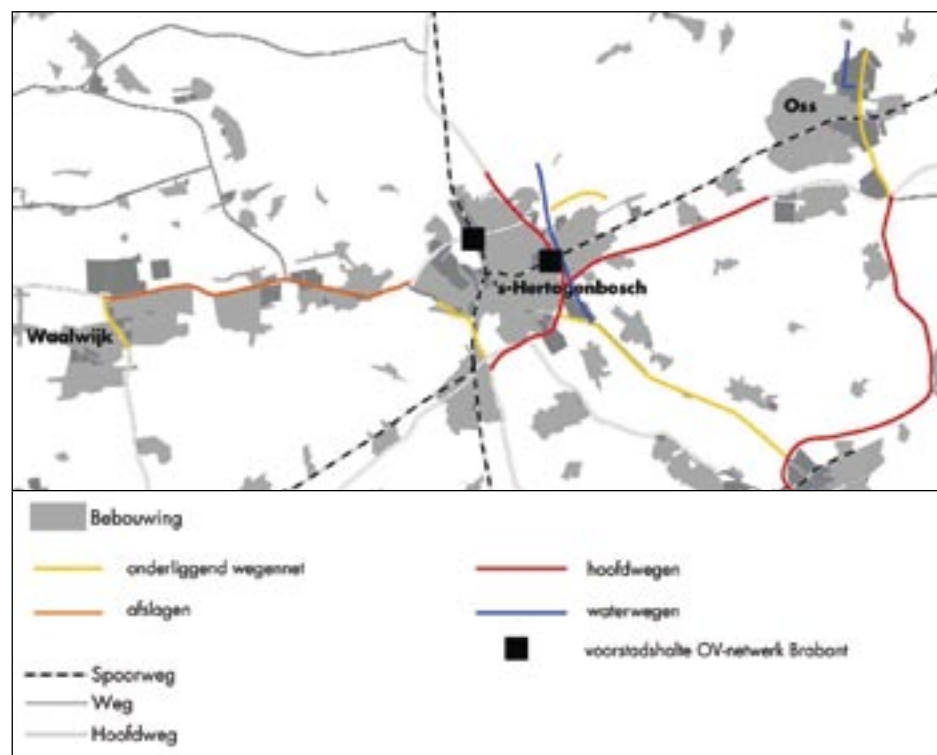 Oss
's-Hertogenbosch
Waalwijk
Bebouwing
onderliggend wegennet
afslagen
Spoorweg
Weg
Hoofdweg
hoofdwegen
waterwegen
voorstadshalte OV-netwerk Brabant